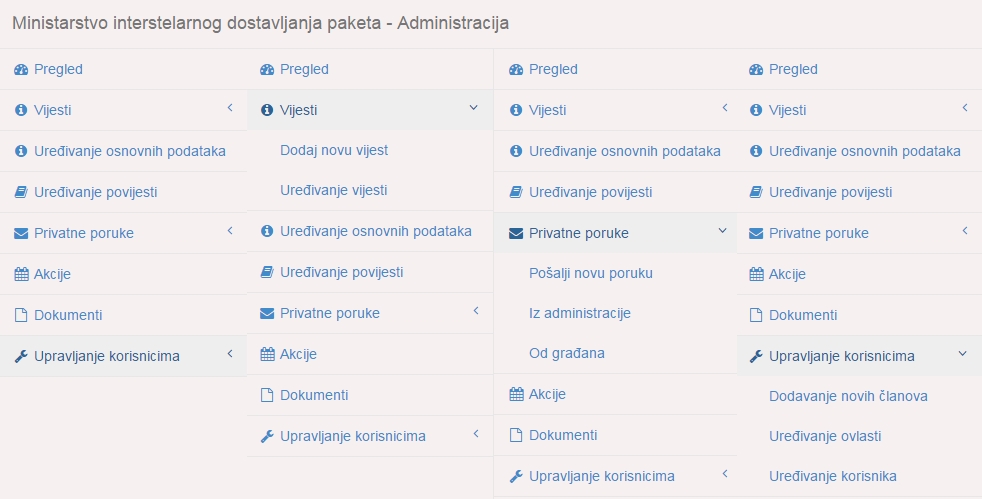 Ministarstvo interstelarnog dostavljanja paketa - Administracija
Pregled
Vijesti
Uređivanje osnovnih podataka
Uređivanje povijesti
Privatne poruke
Akcije
Dokumenti
Upravljanje korisnicima
Pregled
Vijesti
Dodaj novu vijest
Uređivanje vijesti
Uređivanje osnovnih podataka
Uređivanje povijesti
Privatne poruke
Akcije
Dokumenti
Upravljanje korisnicima
Pregled
Vijesti
Uređivanje osnovnih podataka
Uređivanje povijesti
Privatne poruke
Pošalji novu poruku
Iz administracije
Od građana
Akcije
Dokumenti
Upravljanje korisnicima
Pregled
Vijesti
Uređivanje osnovnih podataka
Uređivanje povijesti
Privatne poruke
Akcije
Dokumenti
Upravljanje korisnicima
Dodavanje novih članova
Uređivanje ovlasti
Uređivanje korisnika